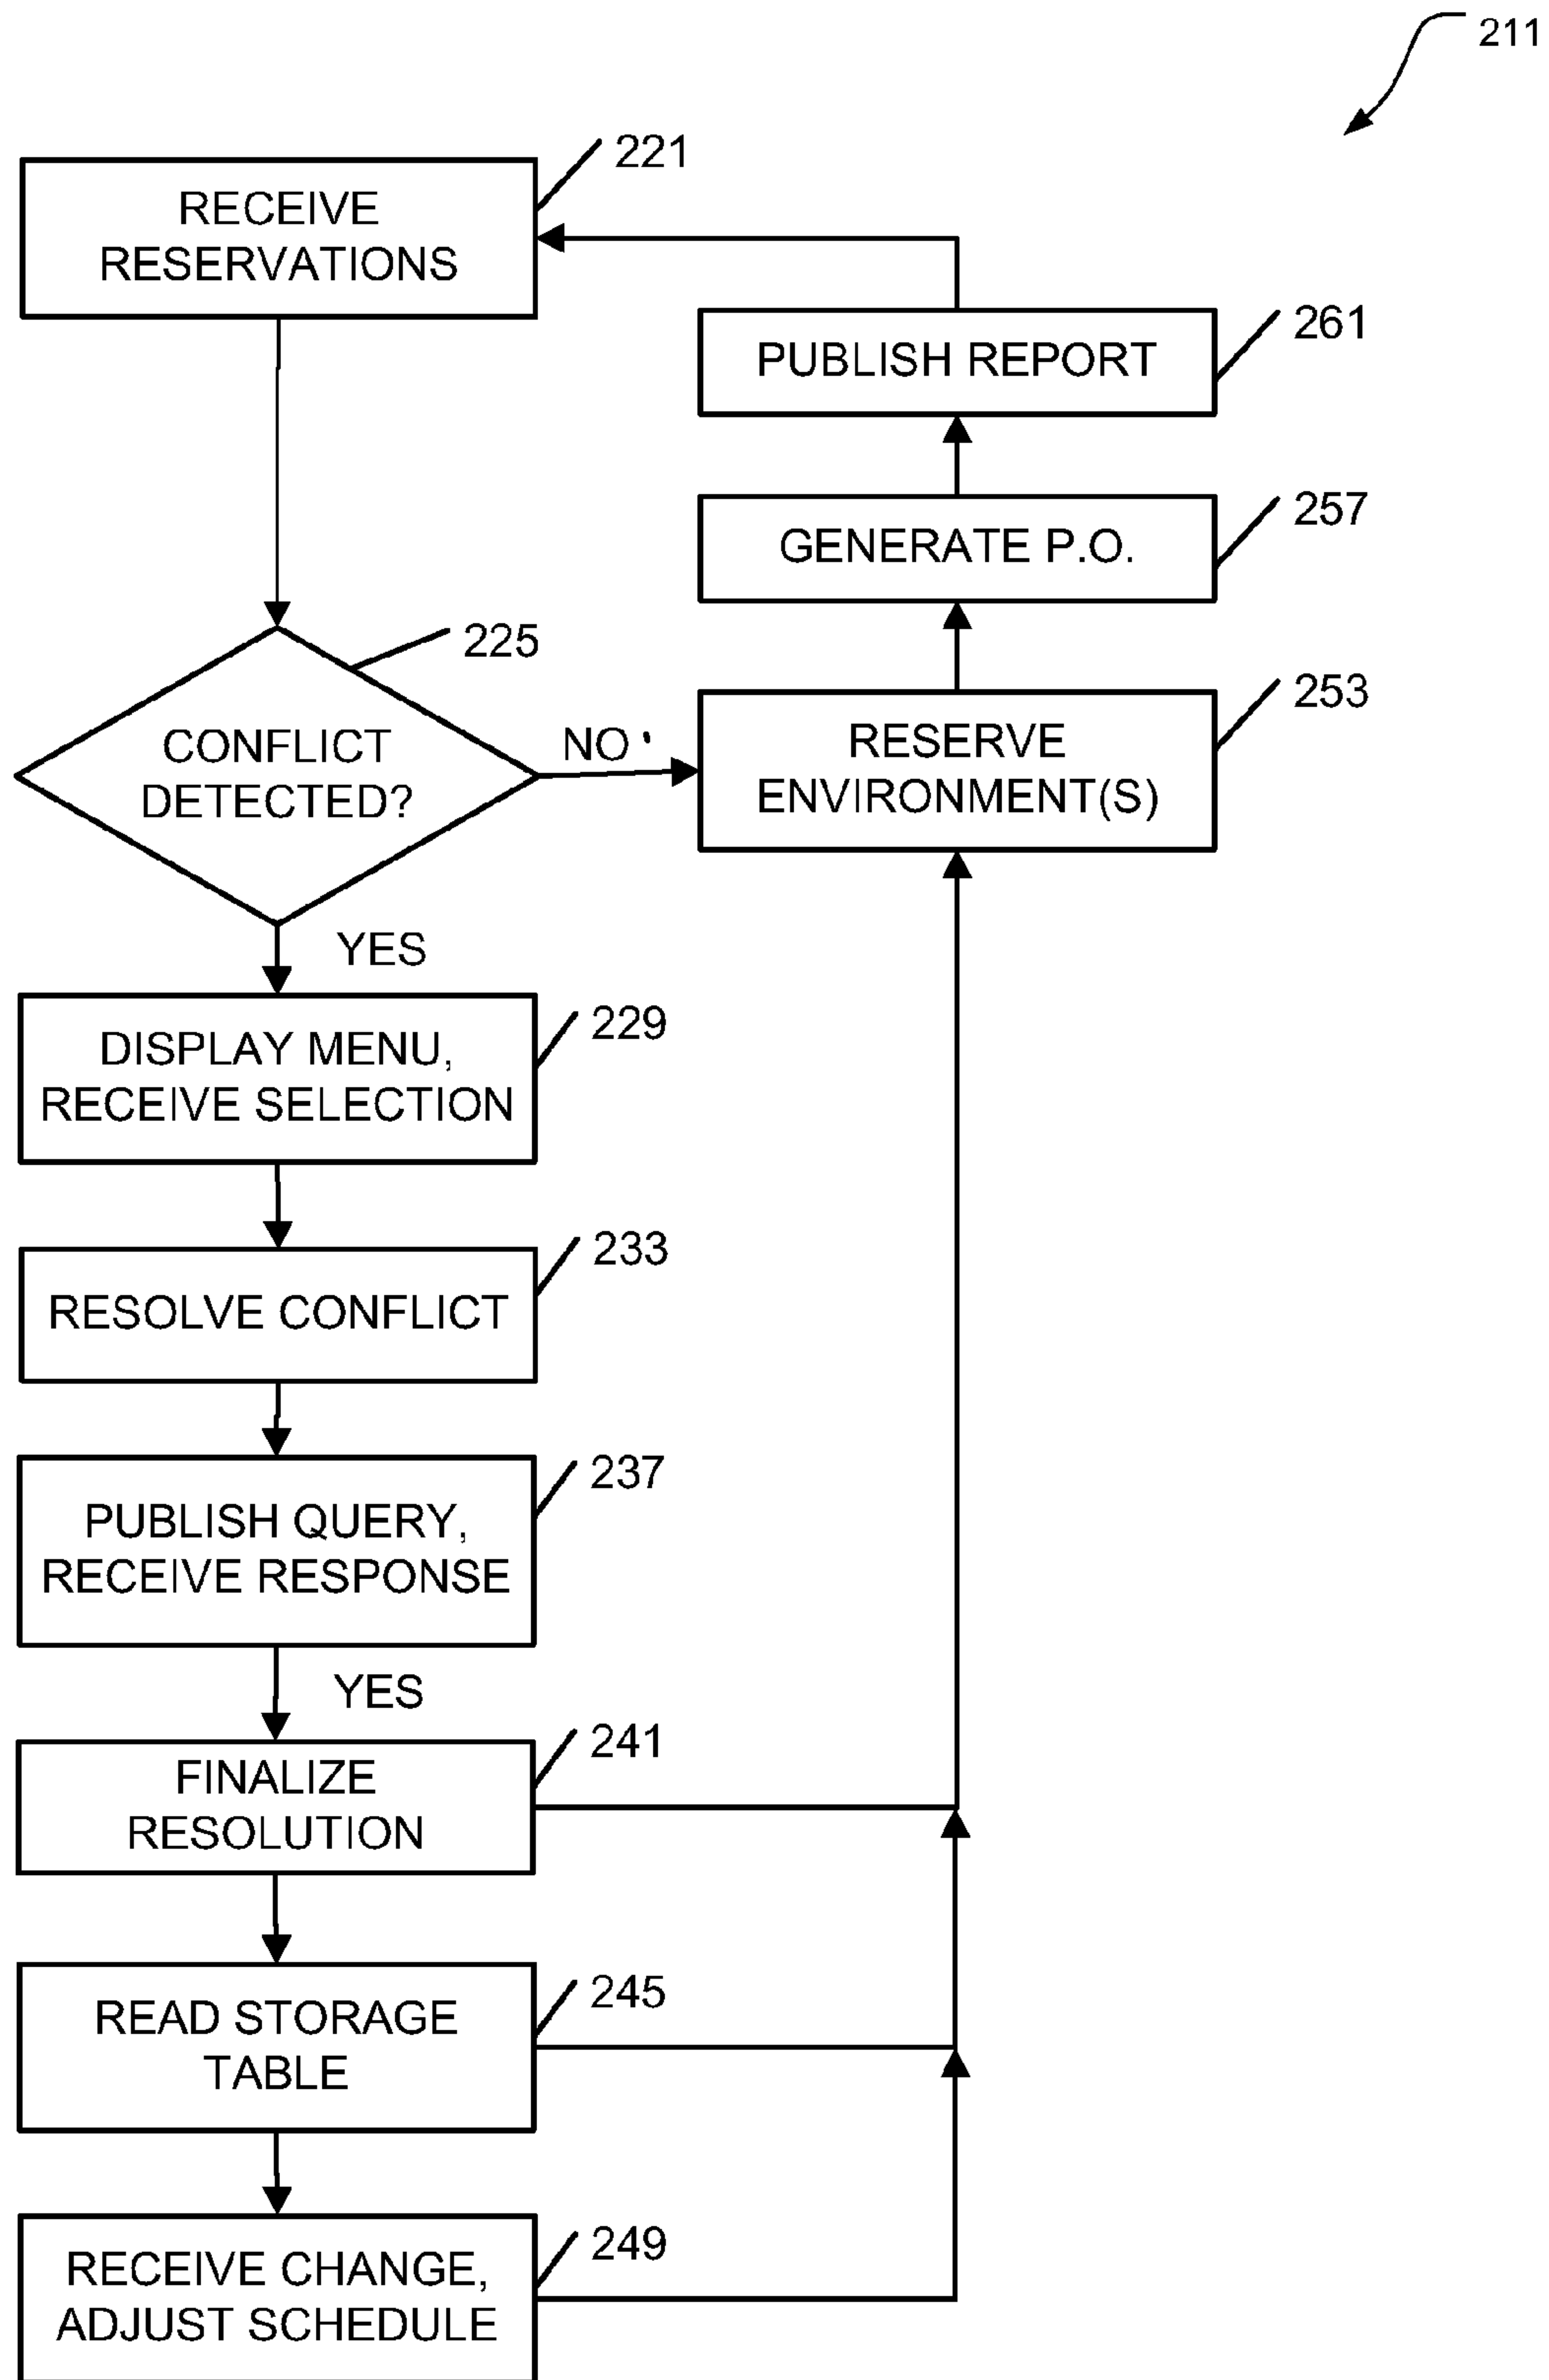 211
RECEIVE
RESERVATIONS
221
PUBLISH REPORT
261
GENERATE P.O.
257
CONFLICT
DETECTED?
225
NO
RESERVE
ENVIRONMENT(S)
253
YES
DISPLAY MENU,
RECEIVE SELECTION
229
RESOLVE CONFLICT
233
PUBLISH QUERY,
RECEIVE RESPONSE
237
YES
FINALIZE
RESOLUTION
241
READ STORAGE
TABLE
245
RECEIVE CHANGE,
ADJUST SCHEDULE
249